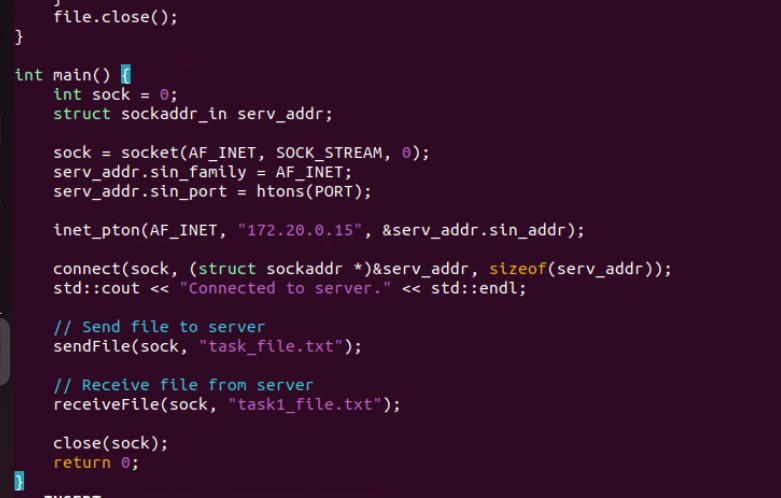 }
file.close();
}
int main() {
int sock = 0;
struct sockaddr_in serv_addr;
sock = socket(AF_INET, SOCK_STREAM, 0);
serv_addr.sin_family = AF_INET;
serv_addr.sin_port = htons(PORT);
inet_pton(AF_INET, "172.20.0.15", &serv_addr.sin_addr);
connect(sock, (struct sockaddr *)&serv_addr, sizeof(serv_addr));
std::cout << "Connected to server." << std::endl;
// Send file to server
sendFile(sock, "task_file.txt");
// Receive file from server
receiveFile(sock, "task1_file.txt");
close(sock);
return 0;
}
INSERT